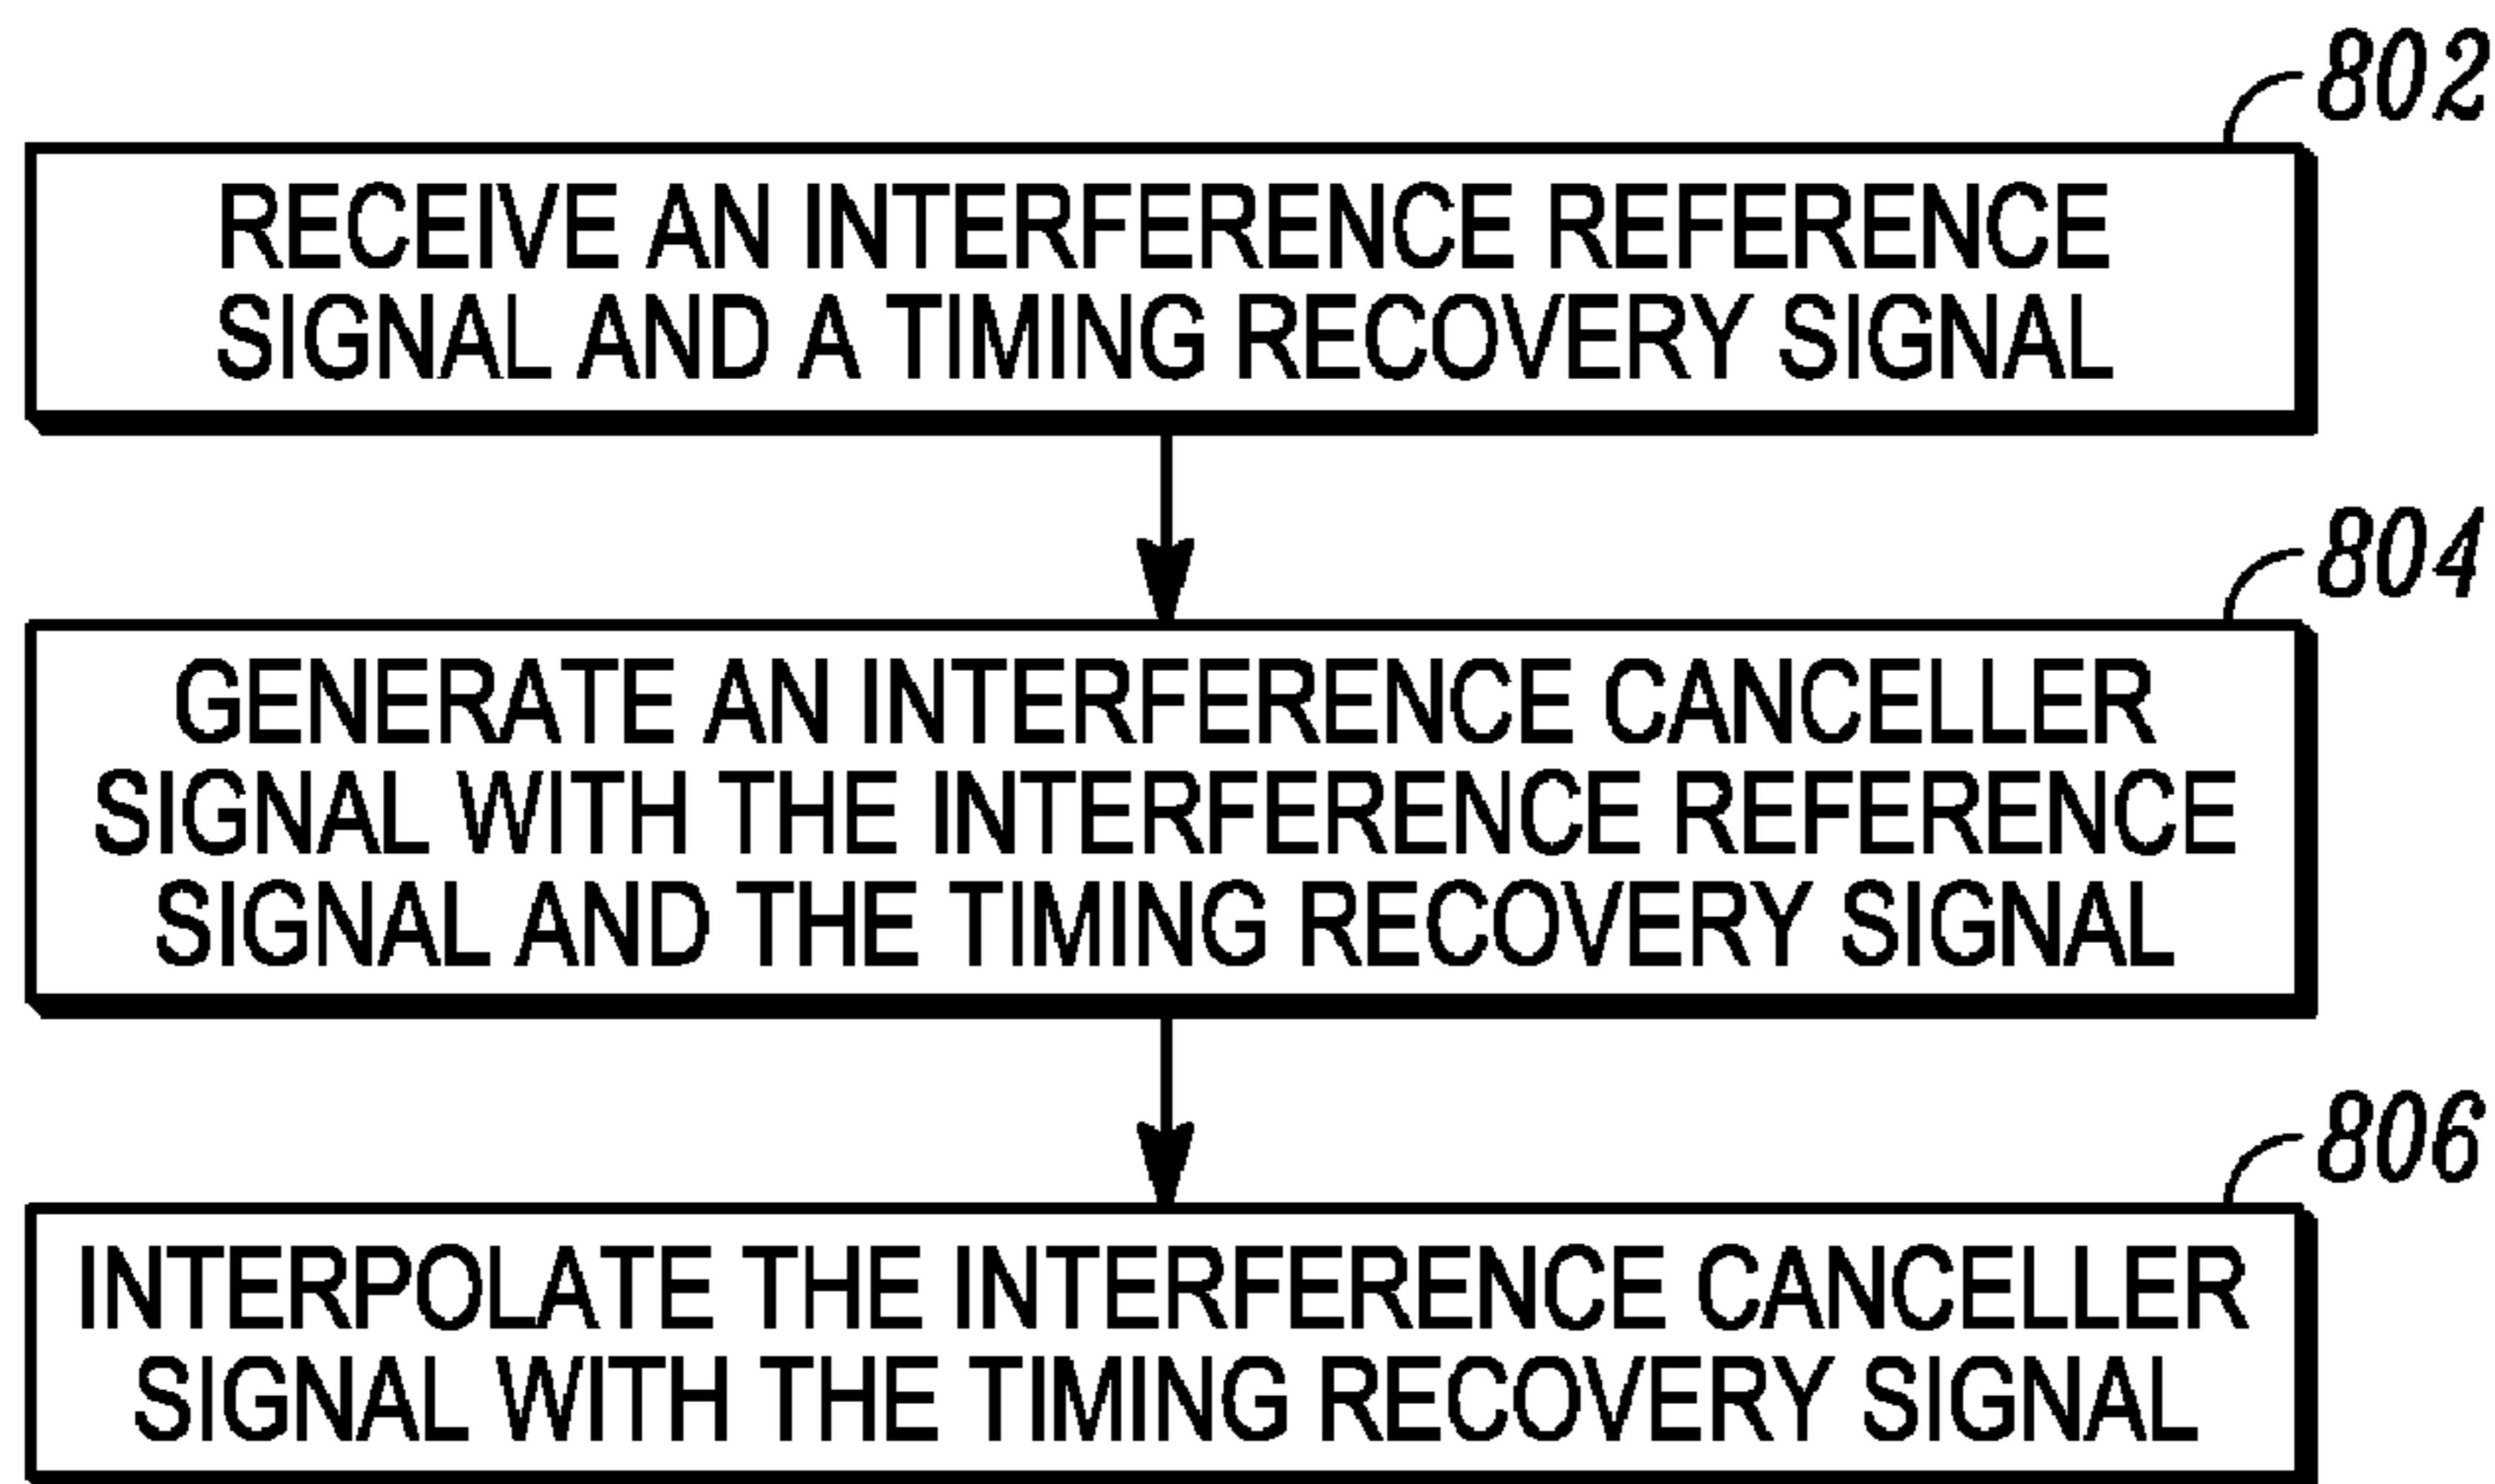 802
RECEIVE AN INTERFERENCE REFERENCE
SIGNAL AND A TIMING RECOVERY SIGNAL
804
GENERATE AN INTERFERENCE CANCELLER
SIGNAL WITH THE INTERFERENCE REFERENCE
SIGNAL AND THE TIMING RECOVERY SIGNAL
806
INTERPOLATE THE INTERFERENCE CANCELLER
SIGNAL WITH THE TIMING RECOVERY SIGNAL